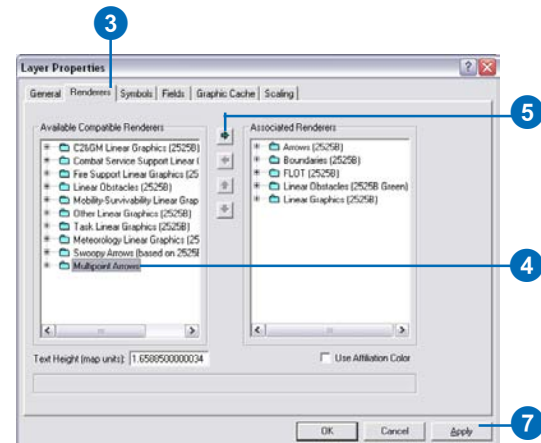 3
Layer Properties
General Renderers Symbols Fields Graphic Cache Scaling
5
Available Compatible Renderers
C2&GM Linear Graphics (2525B)
Combat Service Support Linear (
Fire Support Linear Graphics (25
Linear Obstacles (2525B)
Mobility-Survivability Linear Grap
Other Linear Graphics (2525B)
Task Linear Graphics (2525B)
Meteorology Linear Graphics (25
Swoopy Arrows (based on 2525B
Multipoint Arrows
Associated Renderers
Arrows (2525B)
Boundaries (2525B)
FLOT (2525B)
Linear Obstacles (2525B Green)
Linear Graphics (2525B)
4
Text Height (map units): 1.6588500000034
Use Affiliation Color
OK Cancel Apply
7